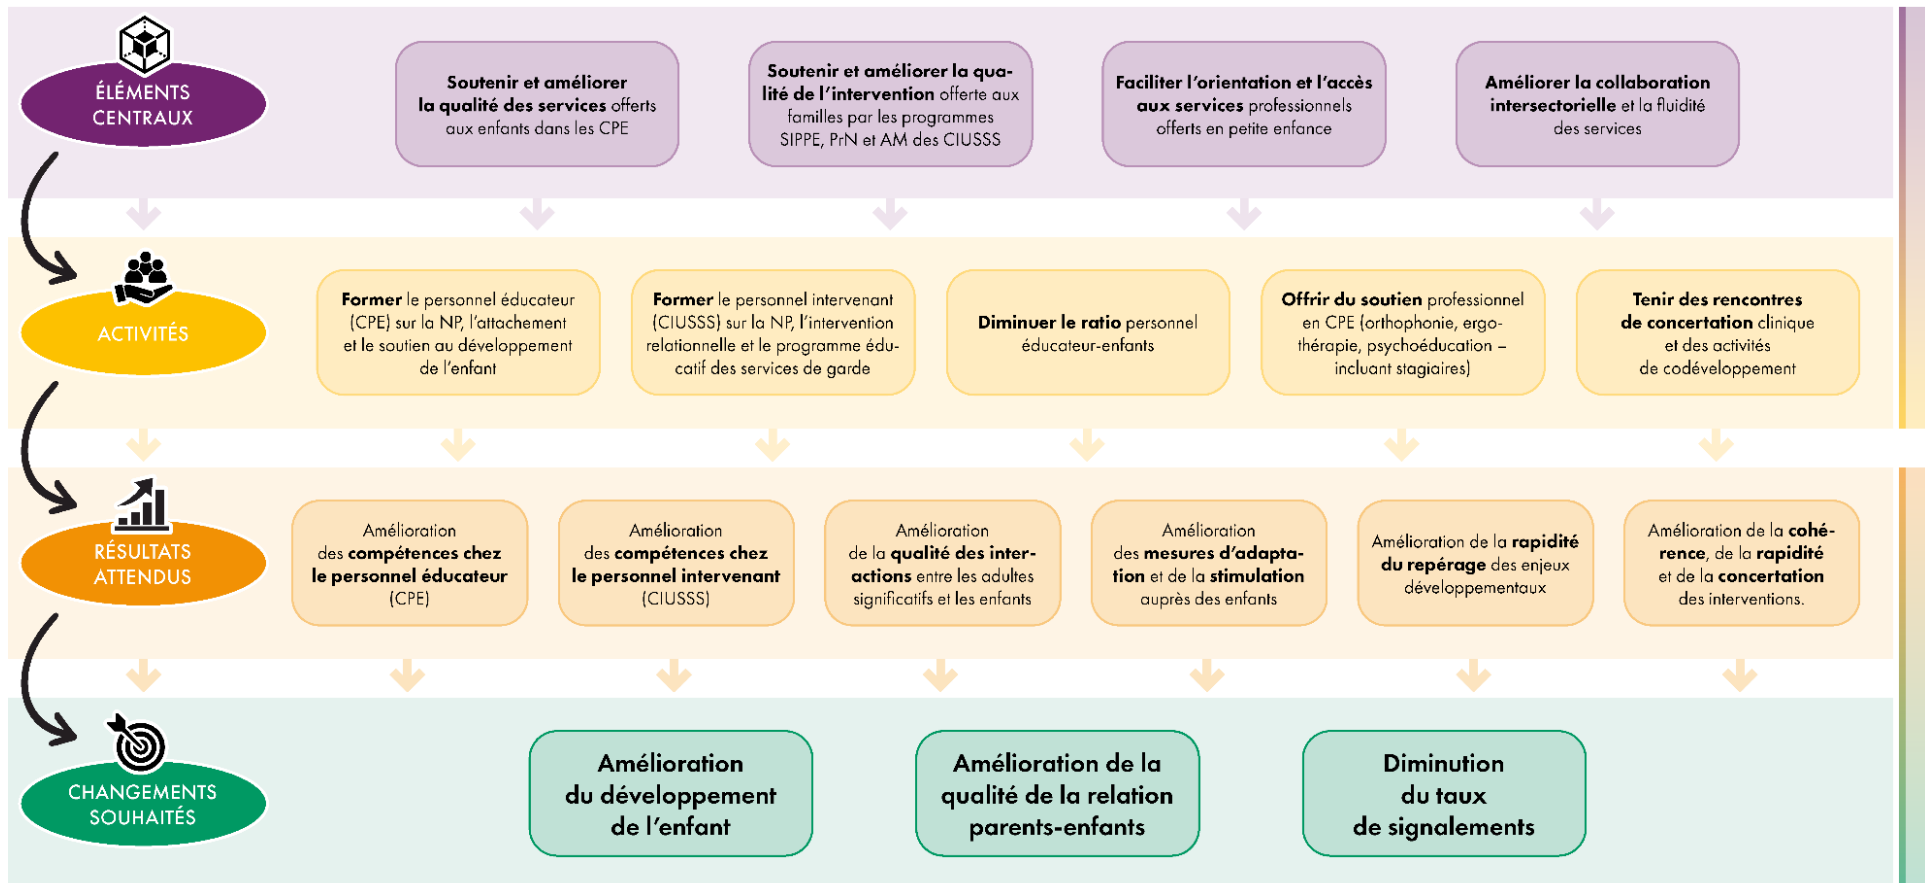 ÉLÉMENTS
CENTRAUX
Soutenir et améliorer
la qualité des services offerts
aux enfants dans les CPE
Soutenir et améliorer la qua-
lité de l'intervention offerte aux
familles par les programmes
SIPPE, PrN et AM des CIUSSS
Faciliter l'orientation et l'accès
aux services professionnels
offerts en petite enfance
Améliorer la collaboration
intersectorielle et la fluidité
des services
ACTIVITÉS
Former le personnel éducateur
(CPE) sur la NP, l'attachement
et le soutien au développement
de l'enfant
Former le personnel intervenant
(CIUSSS) sur la NP, l'intervention
relationnelle et le programme édu-
catif des services de garde
Diminuer le ratio personnel
éducateur-enfants
Offrir du soutien professionnel
en CPE (orthophonie, ergo-
thérapie, psychoéducation –
incluant stagiaires)
Tenir des rencontres
de concertation clinique
et des activités
de codéveloppement
RÉSULTATS
ATTENDUS
Amélioration
des compétences chez
le personnel éducateur
(CPE)
Amélioration
des compétences chez
le personnel intervenant
(CIUSSS)
Amélioration
de la qualité des inter-
actions entre les adultes
significatifs et les enfants
Amélioration
des mesures d'adapta-
tion et de la stimulation
auprès des enfants
Amélioration de la rapidité
du repérage des enjeux
développementaux
Amélioration de la cohé-
rence, de la rapidité
et de la concertation
des interventions.
CHANGEMENTS
SOUHAITÉS
Amélioration
du développement
de l'enfant
Amélioration de la
qualité de la relation
parents-enfants
Diminution
du taux
de signalements